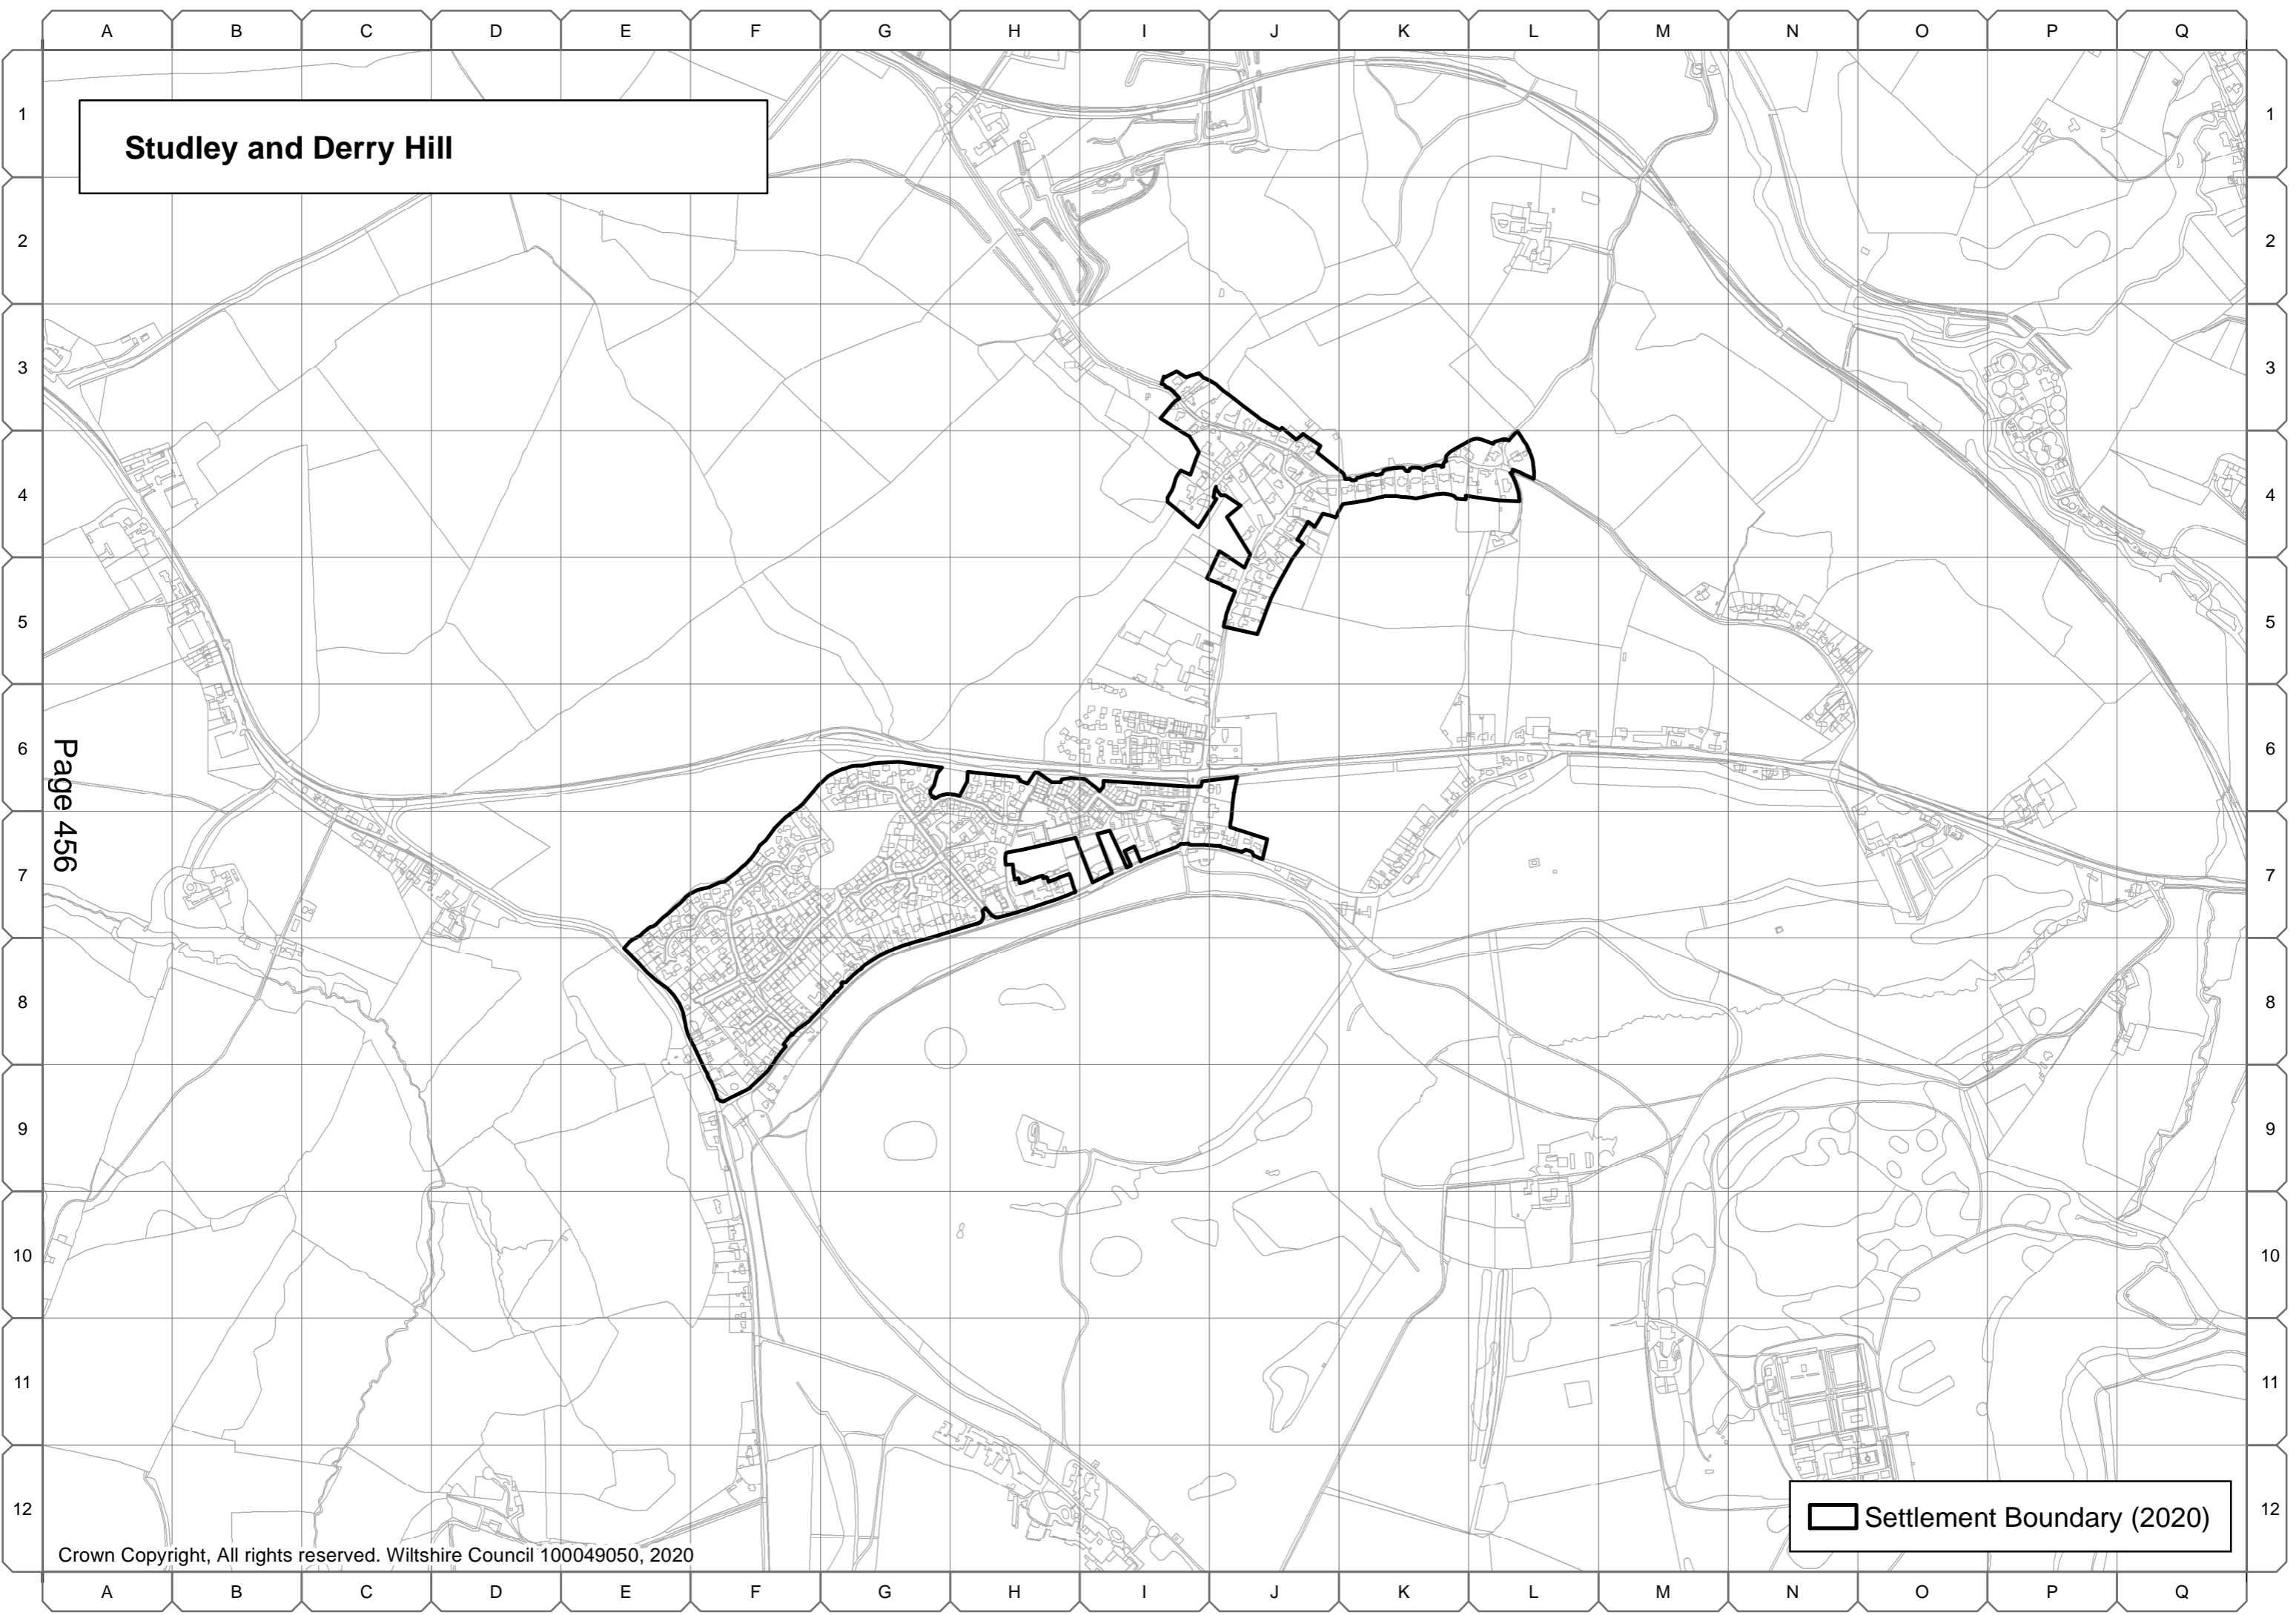 A B C D E F G H I J K L M N O P Q
1 1
Studley and Derry Hill
2 2
3 3
4 4
5 5
6 6
Page 456
7 7
8 8
9 9
10 10
11 11
12 12
Settlement Boundary (2020)
Crown Copyright, All rights reserved. Wiltshire Council 100049050, 2020
A B C D E F G H I J K L M N O P Q